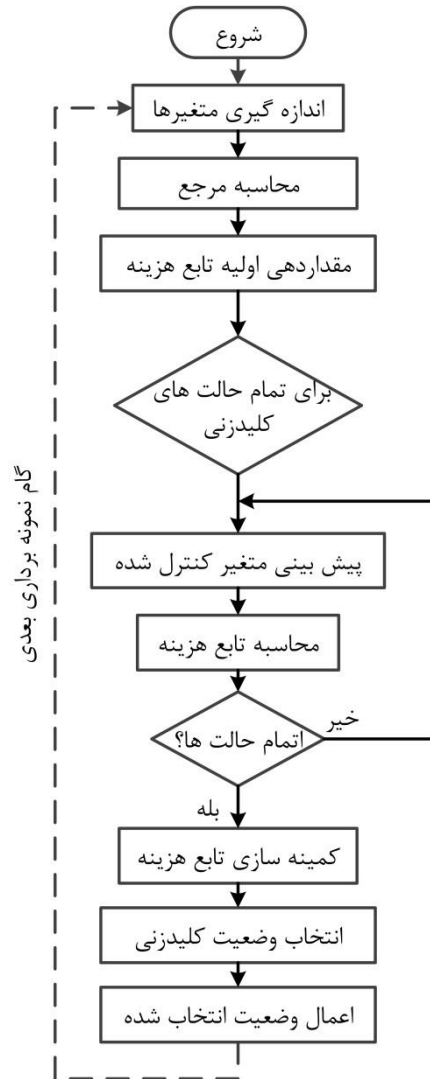 شروع
اندازه گیری متغیرها
محاسبه مرجع
مقداردهی اولیه تابع هزینه
برای تمام حالت های
کلیدزنی
پیش بینی متغیر کنترل شده
محاسبه تابع هزینه
اتمام حالت ها؟
خیر
بله
کمینه سازی تابع هزینه
انتخاب وضعیت کلیدزنی
اعمال وضعیت انتخاب شده
گام نمونه برداری بعدی